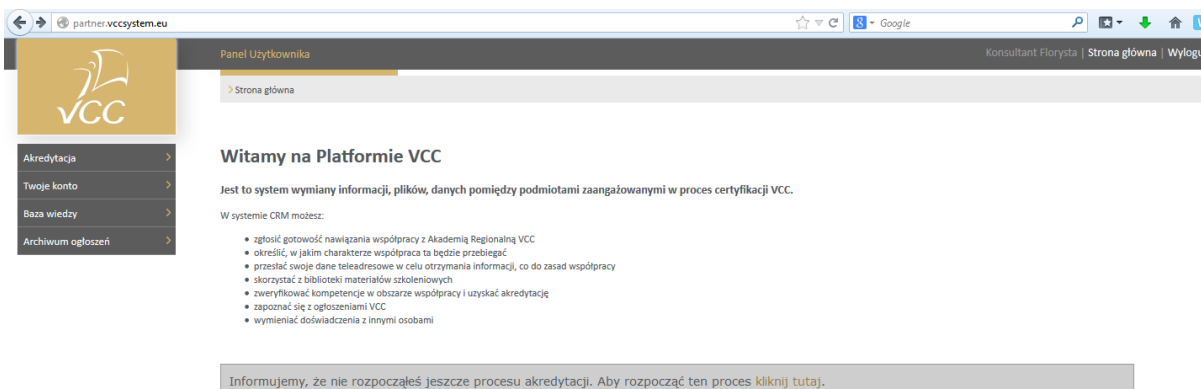 partner.vccsystem.eu
Google
Panel Użytkownika
Konsultant Florysta | Strona główna | Wylogu
Strona główna
VCC
Akredytacja
Twoje konto
Baza wiedzy
Archiwum ogłoszeń
Witamy na Platformie VCC
Jest to system wymiany informacji, plików, danych pomiędzy podmiotami zaangażowanymi w proces certyfikacji VCC.
W systemie CRM możesz:
zgłosić gotowość nawiązania współpracy z Akademią Regionalną VCC
określić, w jakim charakterze współpraca ta będzie przebiegać
przesłać swoje dane teleadresowe w celu otrzymania informacji, co do zasad współpracy
skorzystać z biblioteki materiałów szkoleniowych
zweryfikować kompetencje w obszarze współpracy i uzyskać akredytację
zapoznać się z ogłoszeniami VCC
wymieniać doświadczenia z innymi osobami
Informujemy, że nie rozpocząłeś jeszcze procesu akredytacji. Aby rozpocząć ten proces kliknij tutaj.